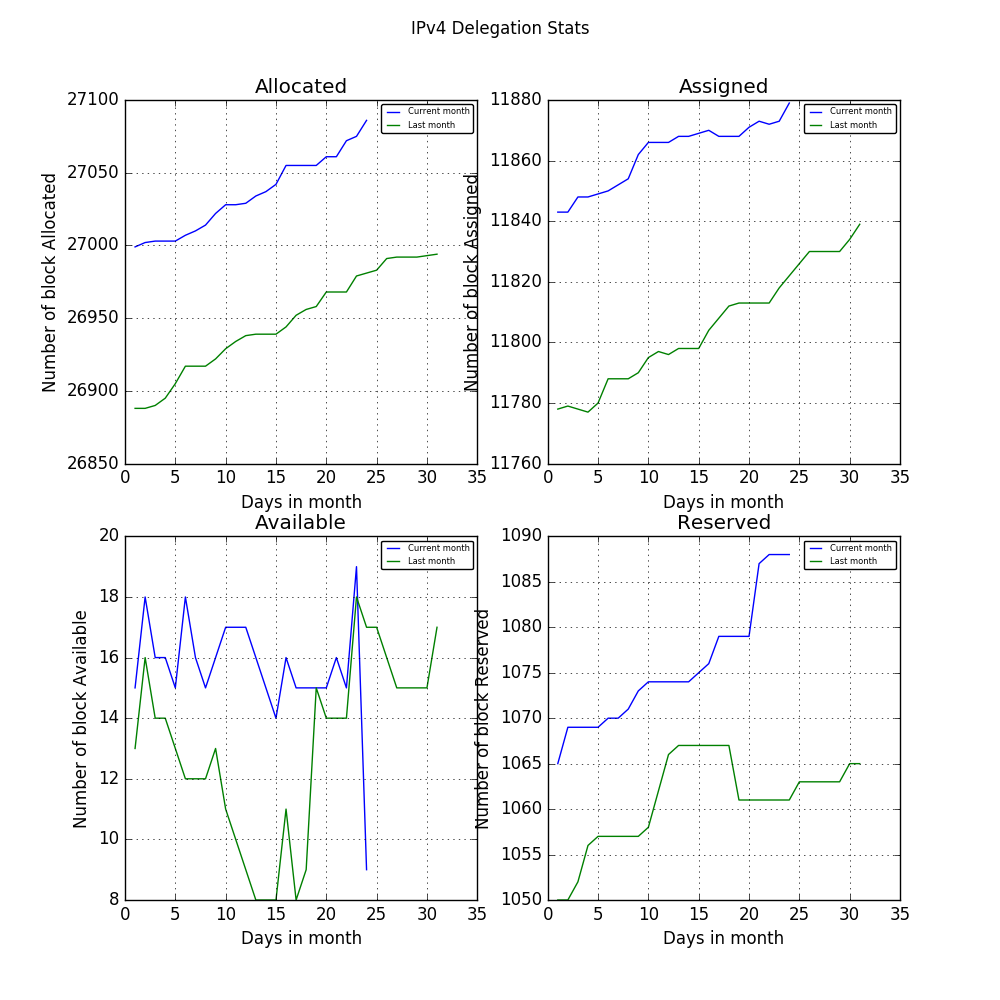 IPv4 Delegation Stats
Allocated
Number of block Allocated
27100
27050
27000
26950
26900
26850
Current month
Last month
0 5 10 15 20 25 30 35
Days in month
Assigned
Number of block Assigned
11880
11860
11840
11820
11800
11780
11760
Current month
Last month
0 5 10 15 20 25 30 35
Days in month
Available
Number of block Available
20
18
16
14
12
10
8
Current month
Last month
0 5 10 15 20 25 30 35
Days in month
Reserved
Number of block Reserved
1090
1085
1080
1075
1070
1065
1060
1055
1050
Current month
Last month
0 5 10 15 20 25 30 35
Days in month